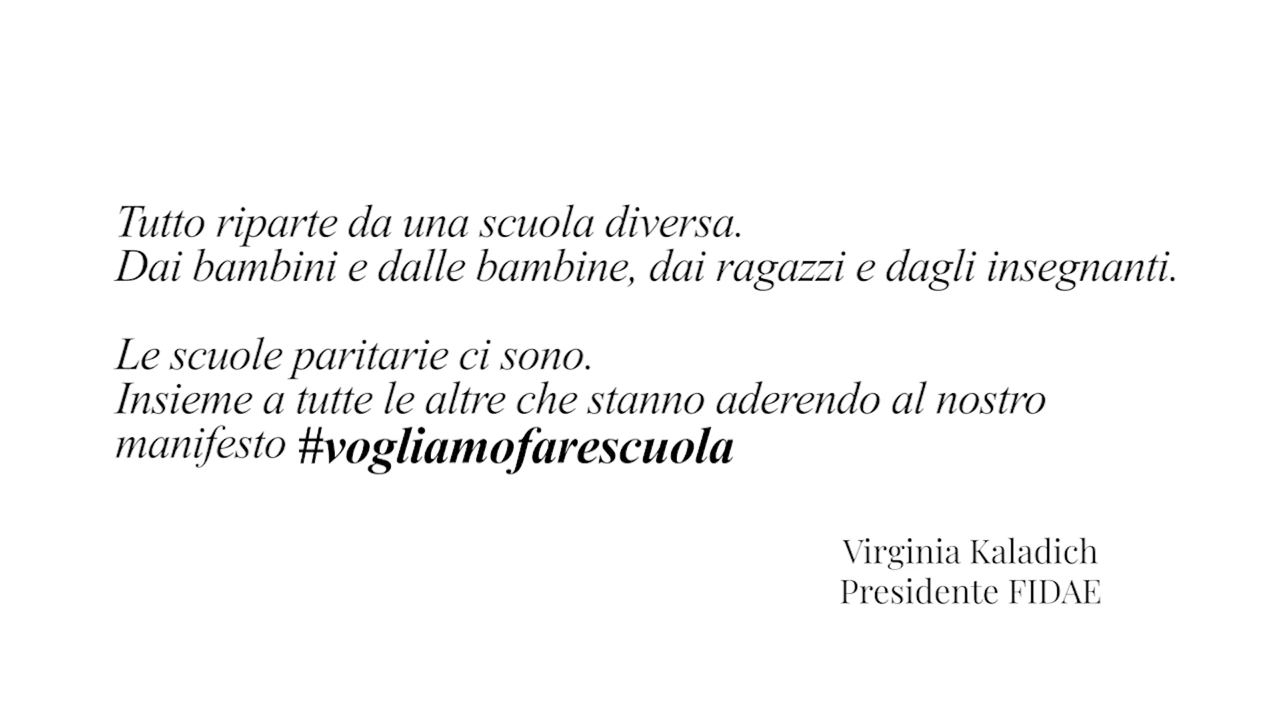 Tutto riparte da una scuola diversa.
Dai bambini e dalle bambine, dai ragazzi e dagli insegnanti.
Le scuole paritarie ci sono.
Insieme a tutte le altre che stanno aderendo al nostro
manifesto #vogliamofarescuola
Virginia Kaladich
Presidente FIDAE